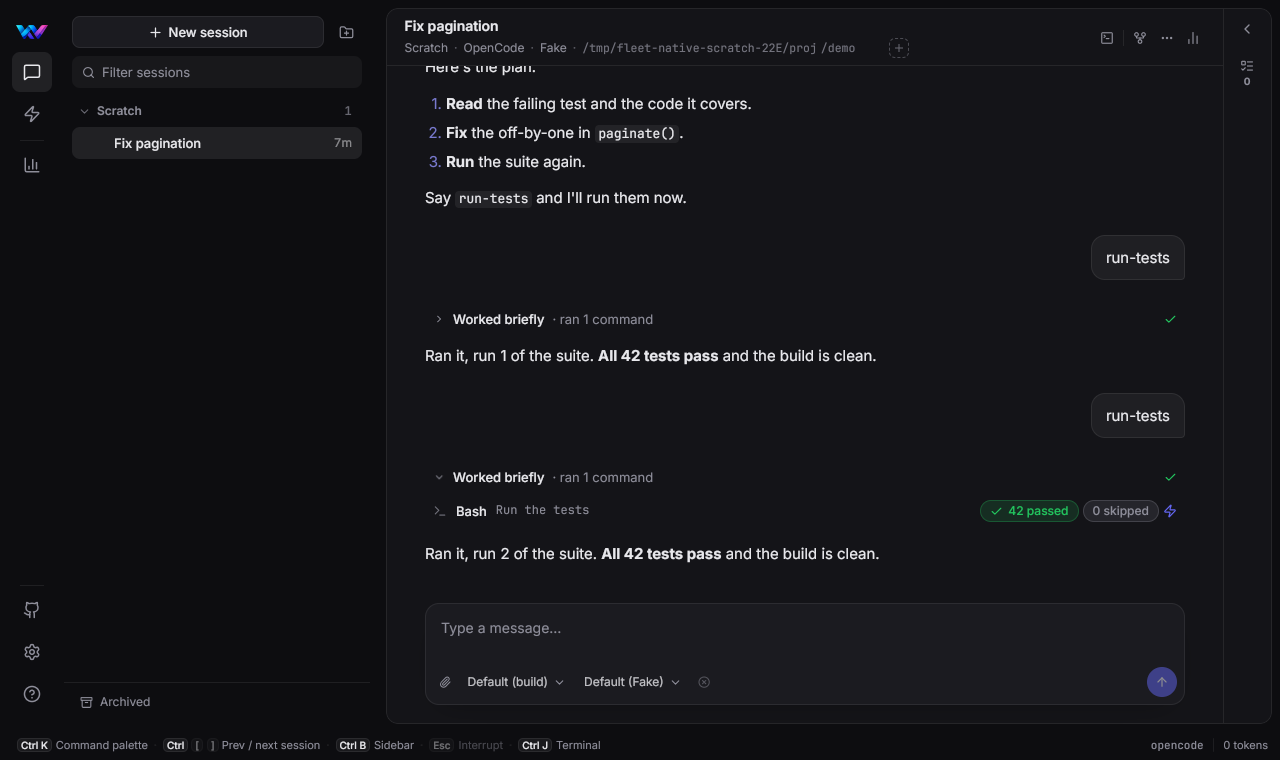 New session
Filter sessions
Scratch 1
Fix pagination 7m
Archived
Fix pagination
Scratch · OpenCode · Fake · /tmp/fleet-native-scratch-22E/proj/demo
0
Here's the plan:
1. Read the failing test and the code it covers.
2. Fix the off-by-one in paginate().
3. Run the suite again.
Say run-tests and I'll run them now.
run-tests
Worked briefly · ran 1 command
Ran it, run 1 of the suite. All 42 tests pass and the build is clean.
run-tests
Worked briefly · ran 1 command
Bash Run the tests 42 passed 0 skipped
Ran it, run 2 of the suite. All 42 tests pass and the build is clean.
Type a message...
Default (build) Default (Fake)
Ctrl K Command palette · Ctrl [ ] Prev / next session · Ctrl B Sidebar · Esc Interrupt · Ctrl J Terminal opencode 0 tokens